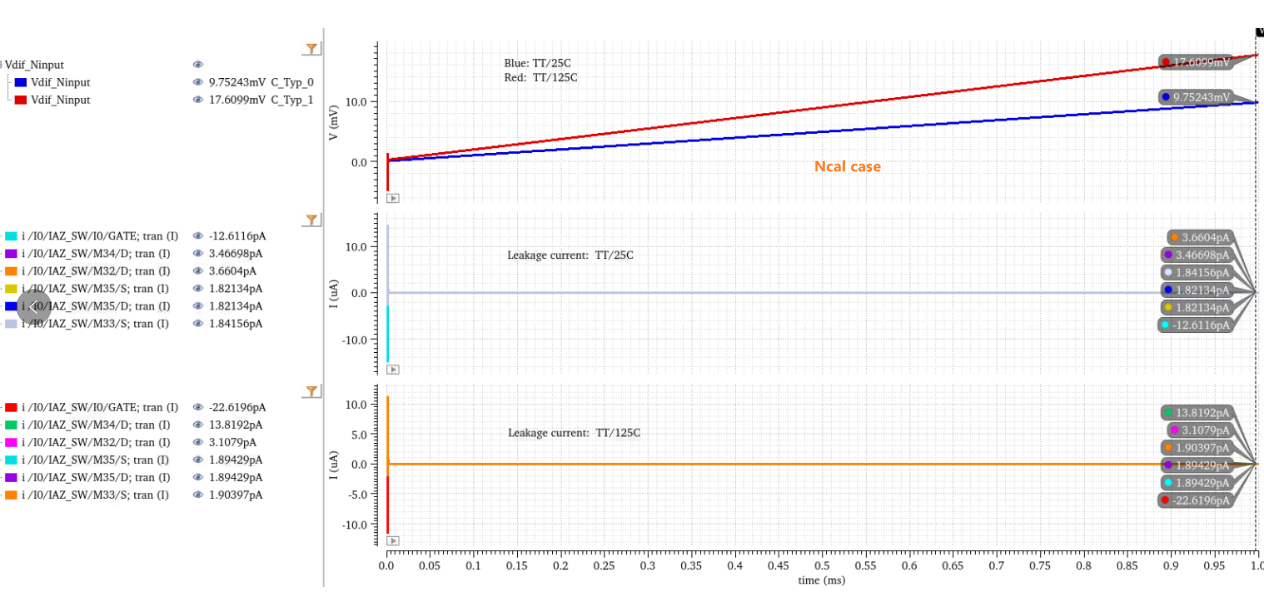 Vdif_Ninput
Vdif_Ninput 9.75243mV C_Typ_0
Vdif_Ninput 17.6099mV C_Typ_1
Blue: TT/25C
Red: TT/125C
17.6099mV
9.75243mV
V (mV)
10.0
0.0
Ncal case
i /I0/IAZ_SW/I0/GATE; tran (I) -12.6116pA
i /I0/IAZ_SW/M34/D; tran (I) 3.46698pA
i /I0/IAZ_SW/M32/D; tran (I) 3.6604pA
i /I0/IAZ_SW/M35/S; tran (I) 1.82134pA
i /I0/IAZ_SW/M35/D; tran (I) 1.82134pA
i /I0/IAZ_SW/M33/S; tran (I) 1.84156pA
Leakage current: TT/25C
I (uA)
10.0
0.0
-10.0
3.6604pA
3.46698pA
1.84156pA
1.82134pA
1.82134pA
-12.6116pA
i /I0/IAZ_SW/I0/GATE; tran (I) -22.6196pA
i /I0/IAZ_SW/M34/D; tran (I) 13.8192pA
i /I0/IAZ_SW/M32/D; tran (I) 3.1079pA
i /I0/IAZ_SW/M35/S; tran (I) 1.89429pA
i /I0/IAZ_SW/M35/D; tran (I) 1.89429pA
i /I0/IAZ_SW/M33/S; tran (I) 1.90397pA
Leakage current: TT/125C
I (uA)
10.0
5.0
0.0
-5.0
-10.0
13.8192pA
3.1079pA
1.90397pA
1.89429pA
1.89429pA
-22.6196pA
0.0 0.05 0.1 0.15 0.2 0.25 0.3 0.35 0.4 0.45 0.5 0.55 0.6 0.65 0.7 0.75 0.8 0.85 0.9 0.95 1.0
time (ms)